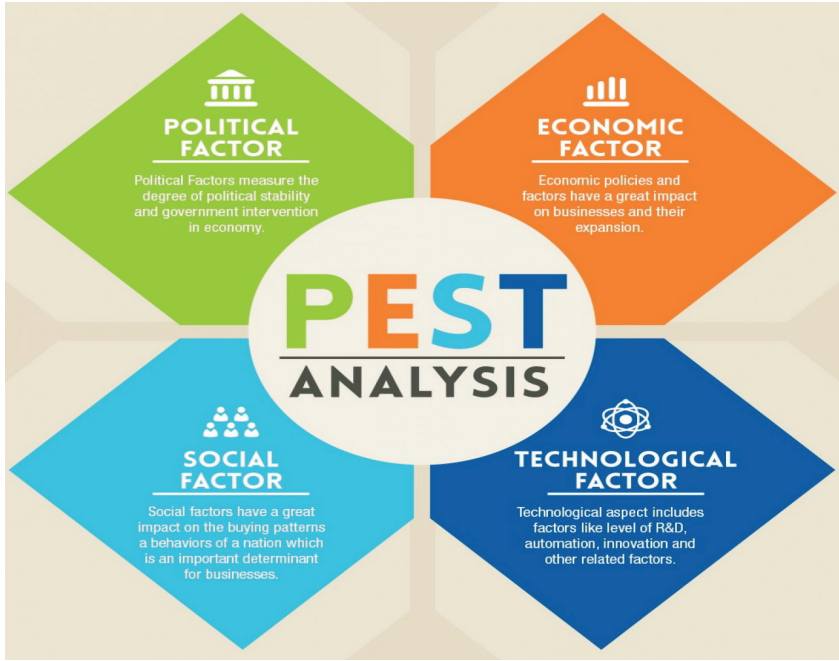 POLITICAL
FACTOR
Political Factors measure the
degree of political stability
and government intervention
in economy.
ECONOMIC
FACTOR
Economic policies and
factors have a great impact
on businesses and their
expansion.
PEST
ANALYSIS
SOCIAL
FACTOR
Social factors have a great
impact on the buying patterns
a behaviors of a nation which
is an important determinant
for businesses.
TECHNOLOGICAL
FACTOR
Technological aspect includes
factors like level of R&D,
automation, innovation and
other related factors.